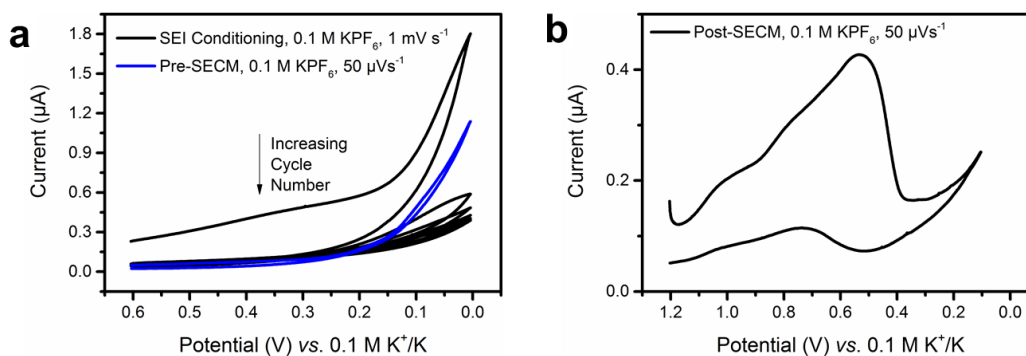 a
SEI Conditioning, 0.1 M KPF₆, 1 mV s⁻¹
Pre-SECM, 0.1 M KPF₆, 50 µVs⁻¹
Increasing
Cycle
Number
Current (µA)
1.8
1.5
1.2
0.9
0.6
0.3
0.0
0.6 0.5 0.4 0.3 0.2 0.1 0.0
Potential (V) vs. 0.1 M K⁺/K
b
Post-SECM, 0.1 M KPF₆, 50 µVs⁻¹
Current (µA)
0.4
0.2
0.0
1.2 1.0 0.8 0.6 0.4 0.2 0.0
Potential (V) vs. 0.1 M K⁺/K